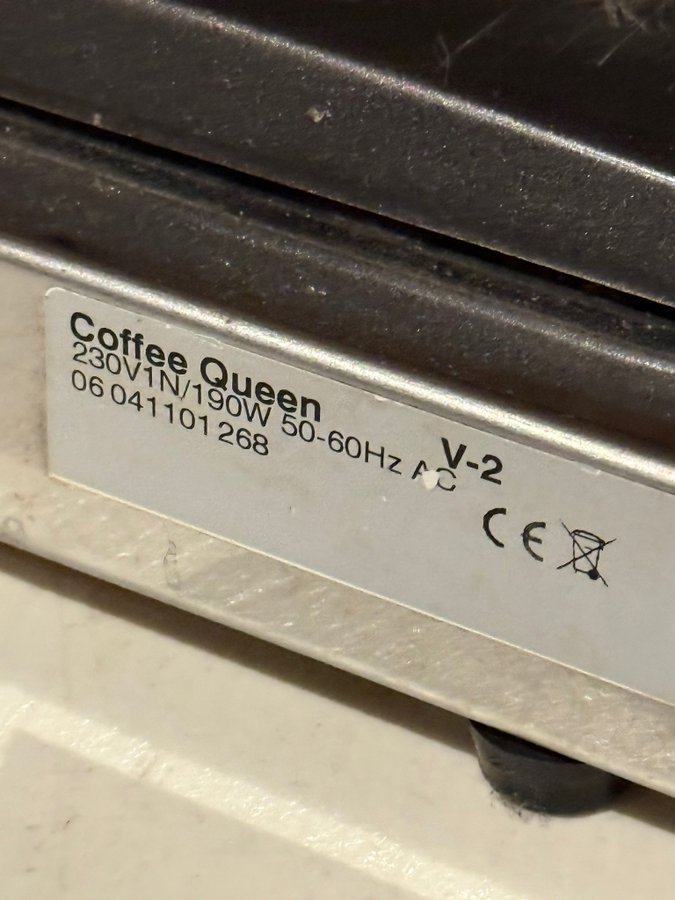 Coffee Queen
V-2
230V1N/190W 50-60Hz AC
06 041101 268
CE